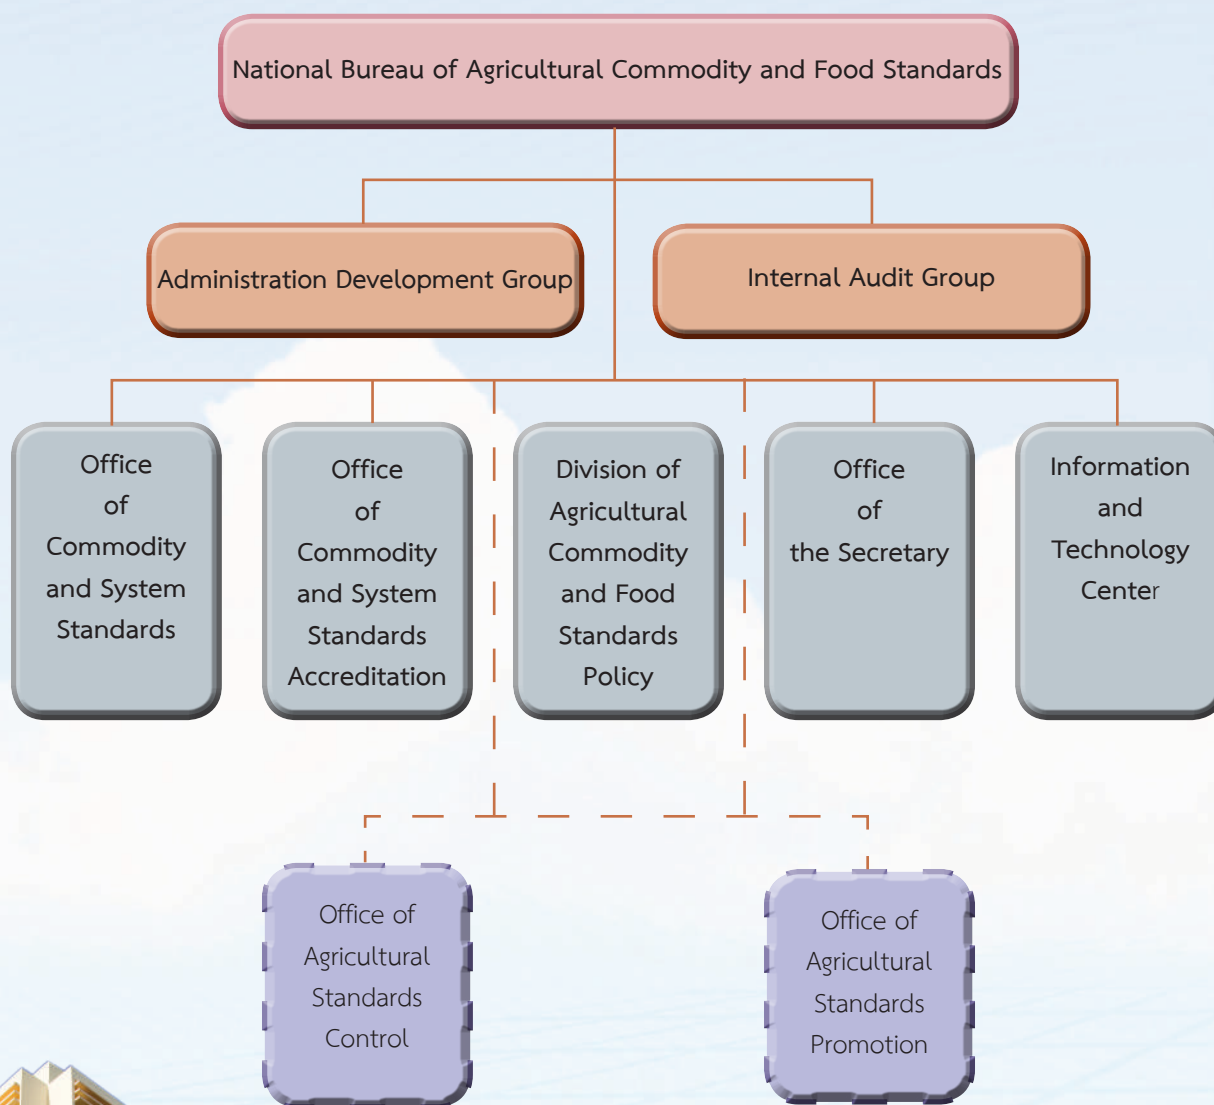 National Bureau of Agricultural Commodity and Food Standards
Administration Development Group
Internal Audit Group
Office
of
Commodity
and System
Standards
Office
of
Commodity
and System
Standards
Accreditation
Division of
Agricultural
Commodity
and Food
Standards
Policy
Office
of
the Secretary
Information
and
Technology
Center
Office of
Agricultural
Standards
Control
Office of
Agricultural
Standards
Promotion